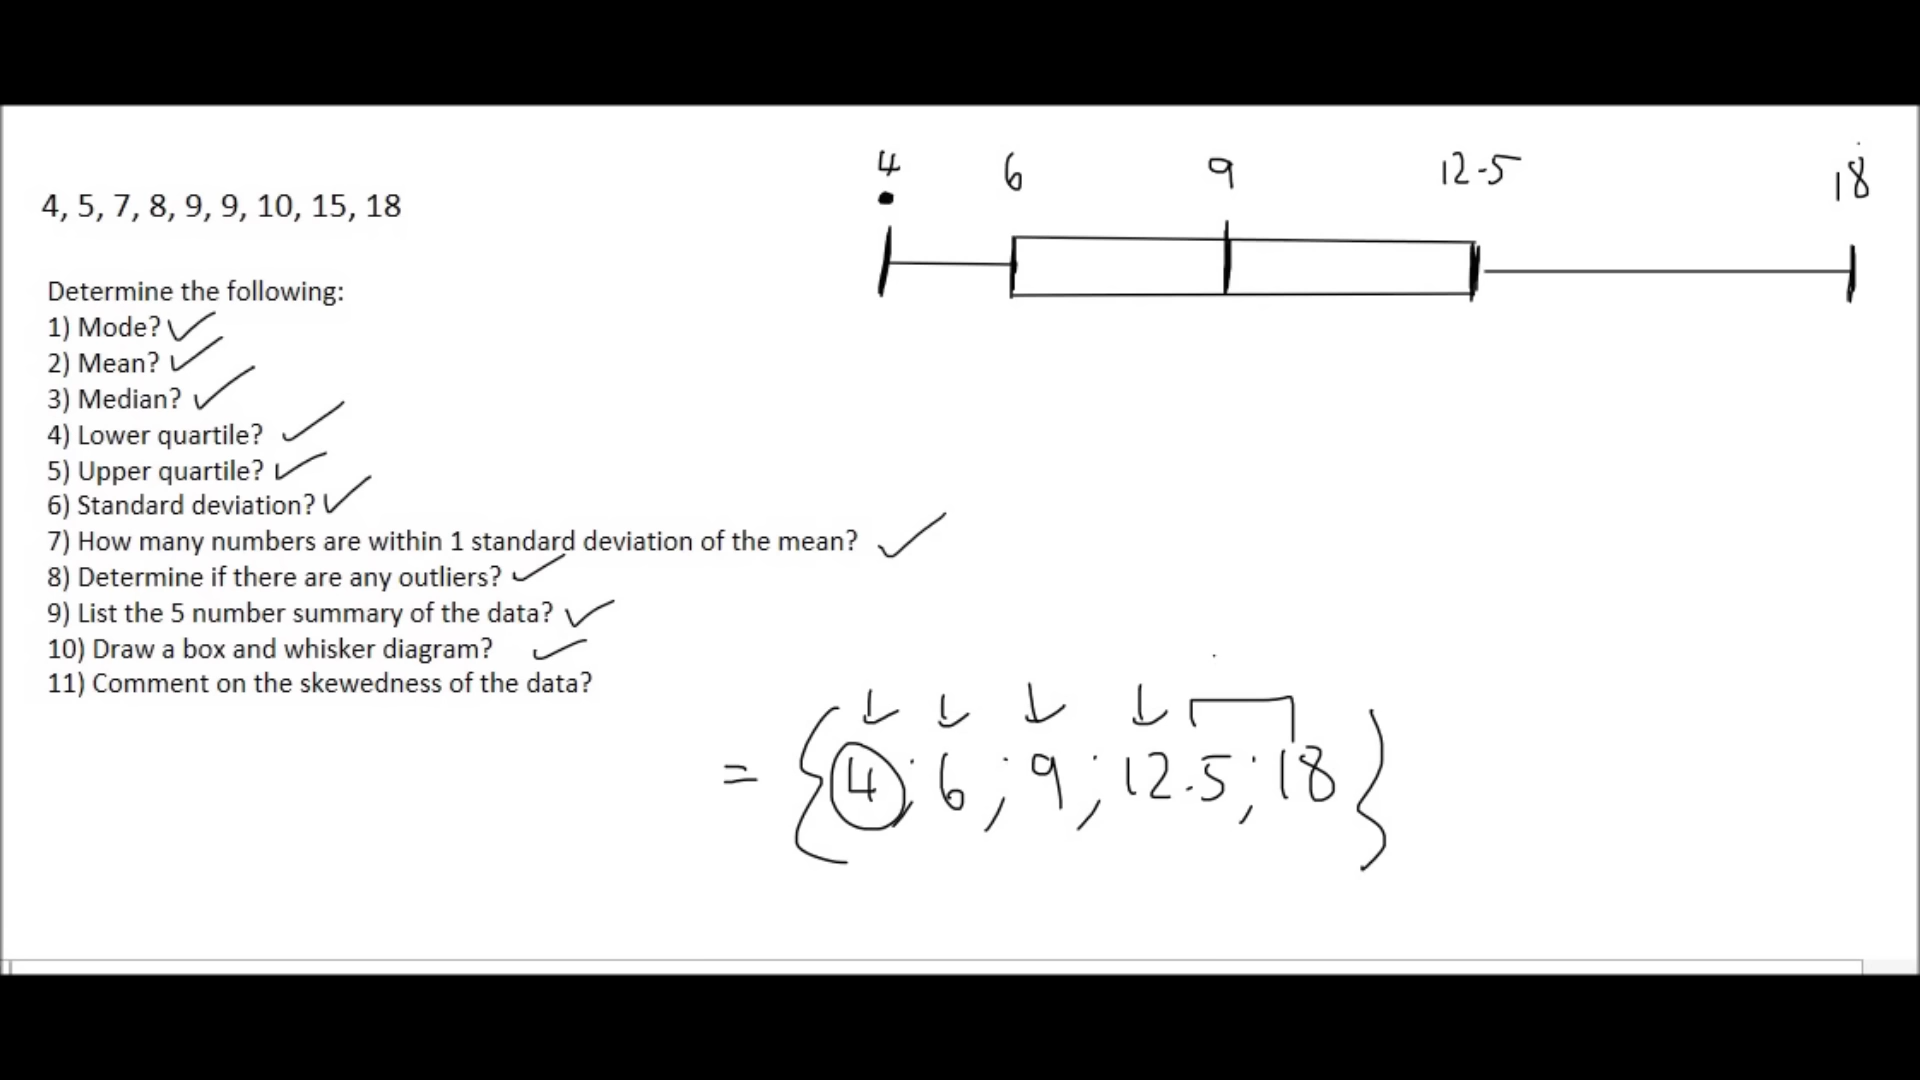 4 6 9 12.5 18
4, 5, 7, 8, 9, 9, 10, 15, 18
Determine the following:
1) Mode?
2) Mean?
3) Median?
4) Lower quartile?
5) Upper quartile?
6) Standard deviation?
7) How many numbers are within 1 standard deviation of the mean?
8) Determine if there are any outliers?
9) List the 5 number summary of the data?
10) Draw a box and whisker diagram?
11) Comment on the skewedness of the data?
= {4; 6; 9; 12.5; 18}